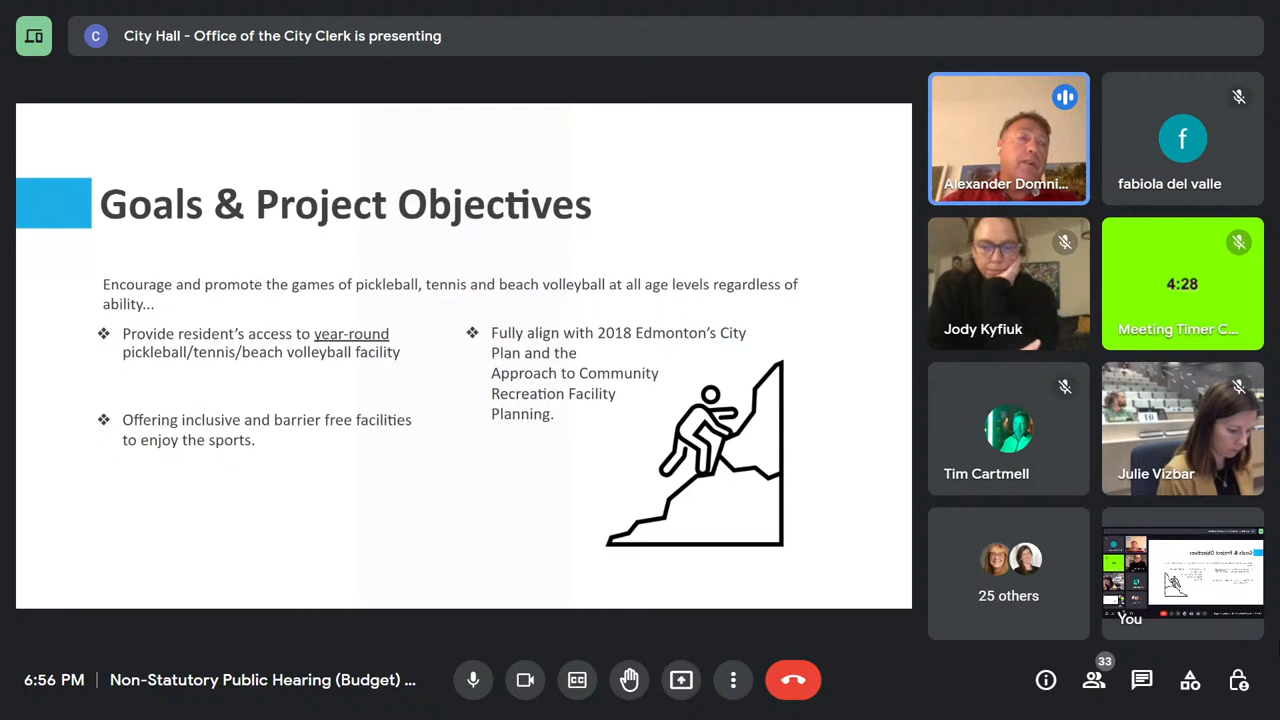 C
City Hall - Office of the City Clerk is presenting
Goals & Project Objectives
Encourage and promote the games of pickleball, tennis and beach volleyball at all age levels regardless of
ability...
❖ Provide resident's access to year-round
pickleball/tennis/beach volleyball facility
❖ Offering inclusive and barrier free facilities
to enjoy the sports.
❖ Fully align with 2018 Edmonton's City
Plan and the
Approach to Community
Recreation Facility
Planning.
Alexander Domni...
f
fabiola del valle
Jody Kyfiuk
4:28
Meeting Timer C...
Tim Cartmell
10
Julie Vizbar
25 others
Goals & Project Objectives
You
6:56 PM
Non-Statutory Public Hearing (Budget) ...
33